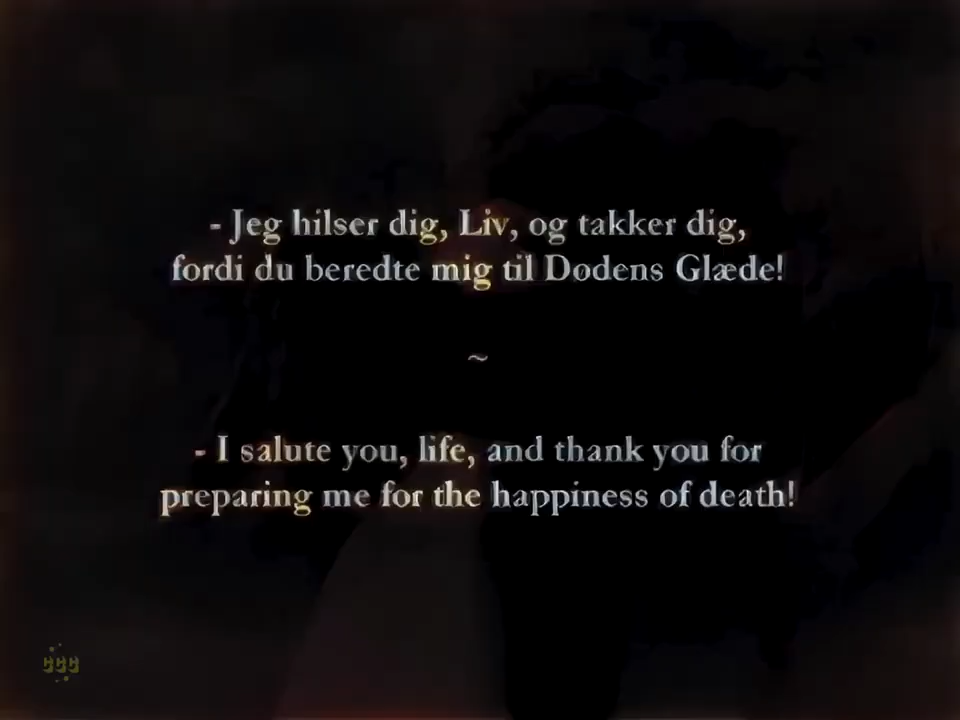 - Jeg hilser dig, Liv, og takker dig,
fordi du beredte mig til Dødens Glæde!
~
- I salute you, life, and thank you for
preparing me for the happiness of death!
CCC